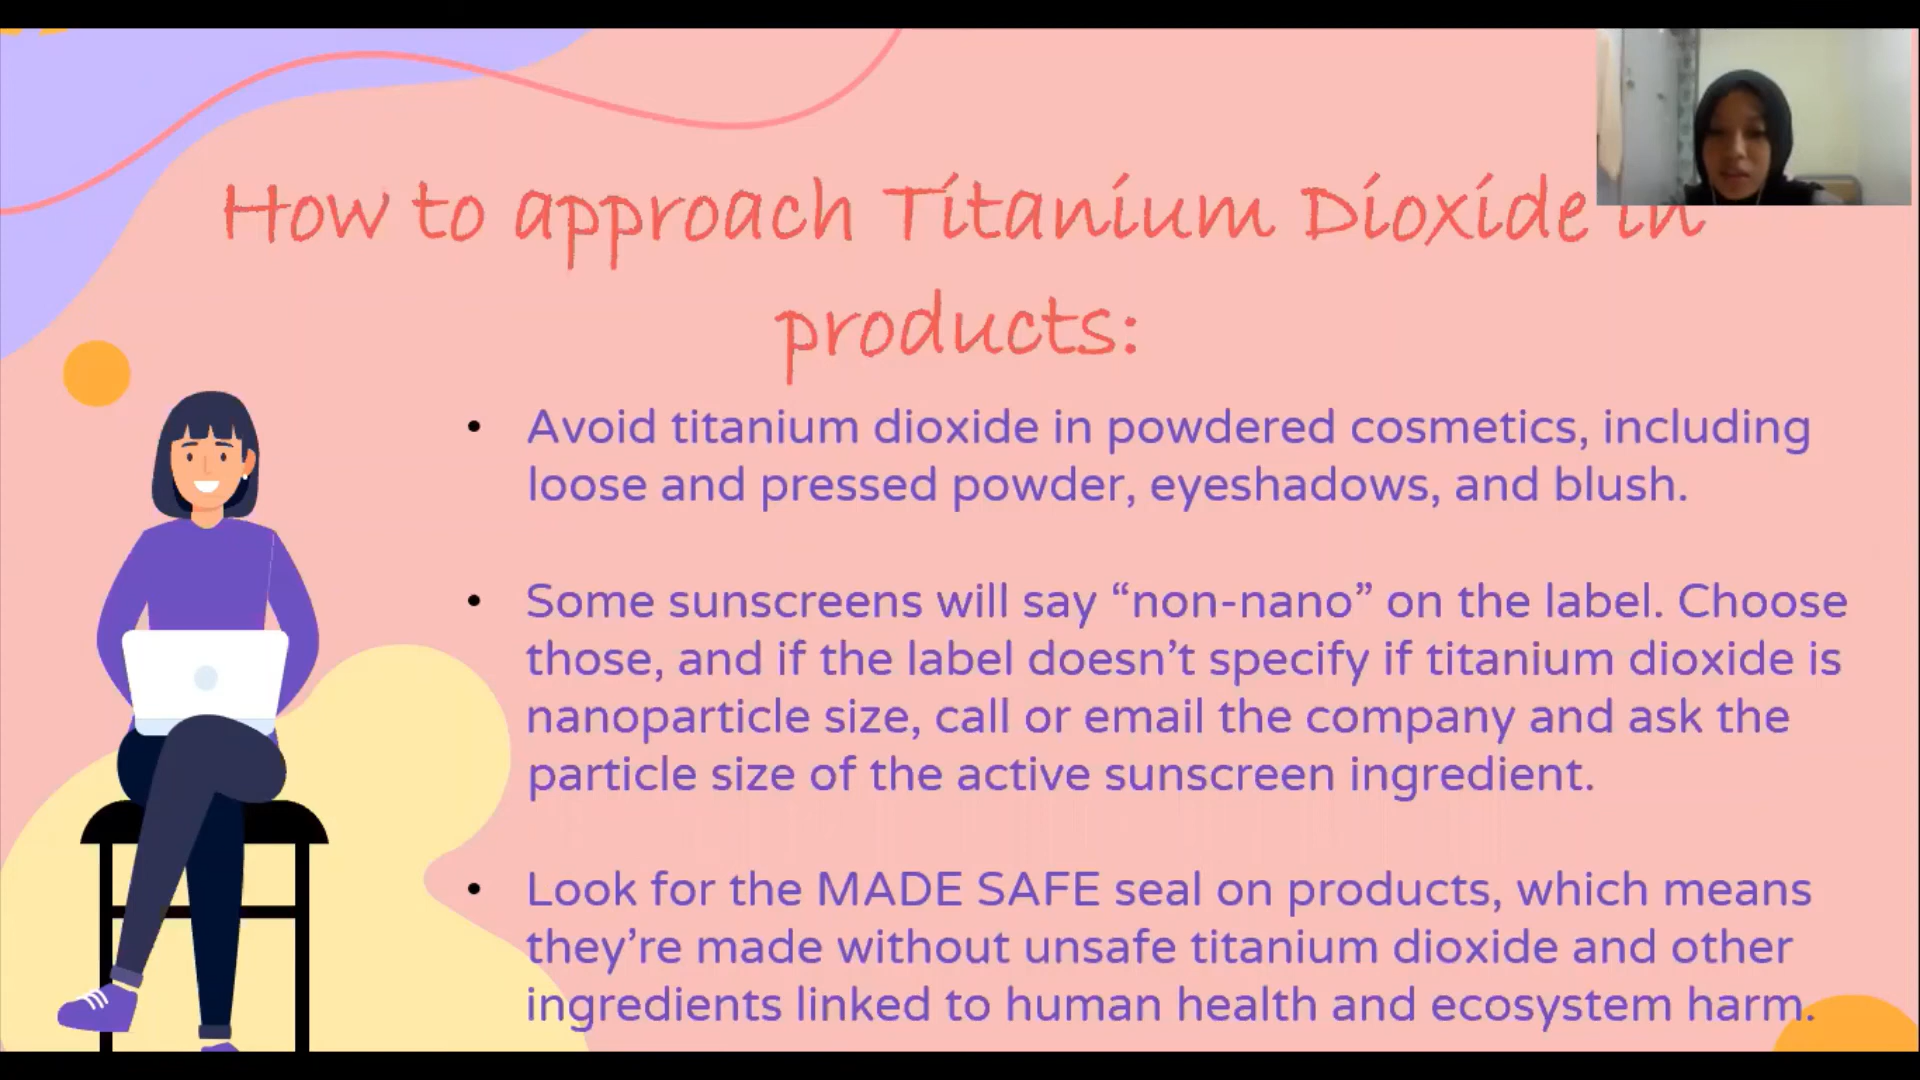 How to approach Titanium Dioxide in
products:
• Avoid titanium dioxide in powdered cosmetics, including
loose and pressed powder, eyeshadows, and blush.
• Some sunscreens will say “non-nano” on the label. Choose
those, and if the label doesn’t specify if titanium dioxide is
nanoparticle size, call or email the company and ask the
particle size of the active sunscreen ingredient.
• Look for the MADE SAFE seal on products, which means
they’re made without unsafe titanium dioxide and other
ingredients linked to human health and ecosystem harm.